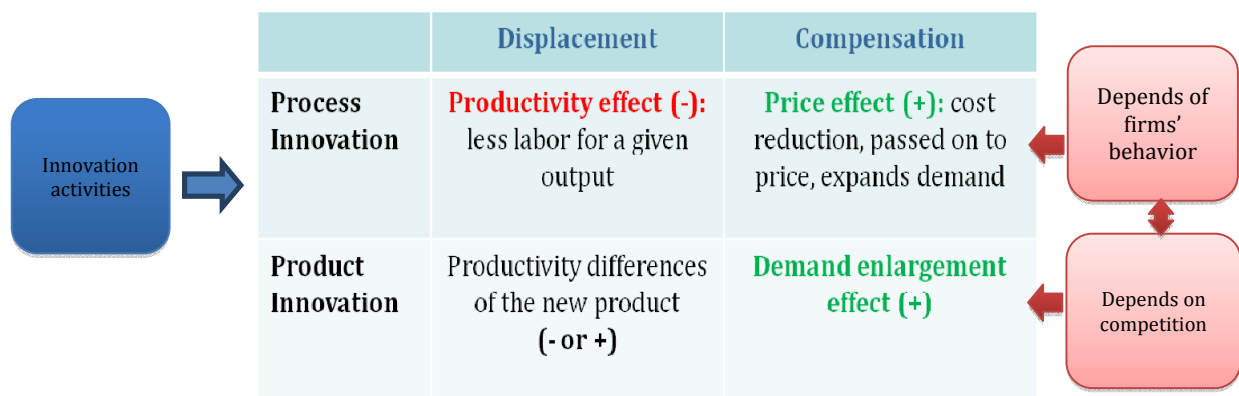 Displacement
Compensation
Innovation
activities
Process
Innovation
Productivity effect (-):
less labor for a given
output
Price effect (+): cost
reduction, passed on to
price, expands demand
Depends of
firms’
behavior
Product
Innovation
Productivity differences
of the new product
(- or +)
Demand enlargement
effect (+)
Depends on
competition